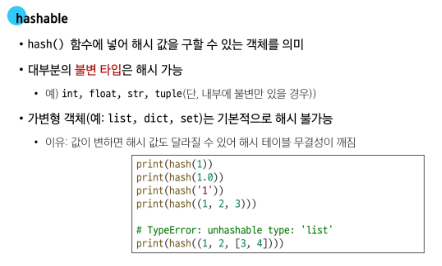 hashable
• hash() 함수에 넣어 해시 값을 구할 수 있는 객체를 의미
• 대부분의 불변 타입은 해시 가능
• 예) int, float, str, tuple(단, 내부에 불변만 있을 경우))
• 가변형 객체(예: list, dict, set)는 기본적으로 해시 불가능
• 이유: 값이 변하면 해시 값도 달라질 수 있어 해시 테이블 무결성이 깨짐
print(hash(1))
print(hash(1.0))
print(hash('1'))
print(hash((1, 2, 3)))
# TypeError: unhashable type: 'list'
print(hash((1, 2, [3, 4])))